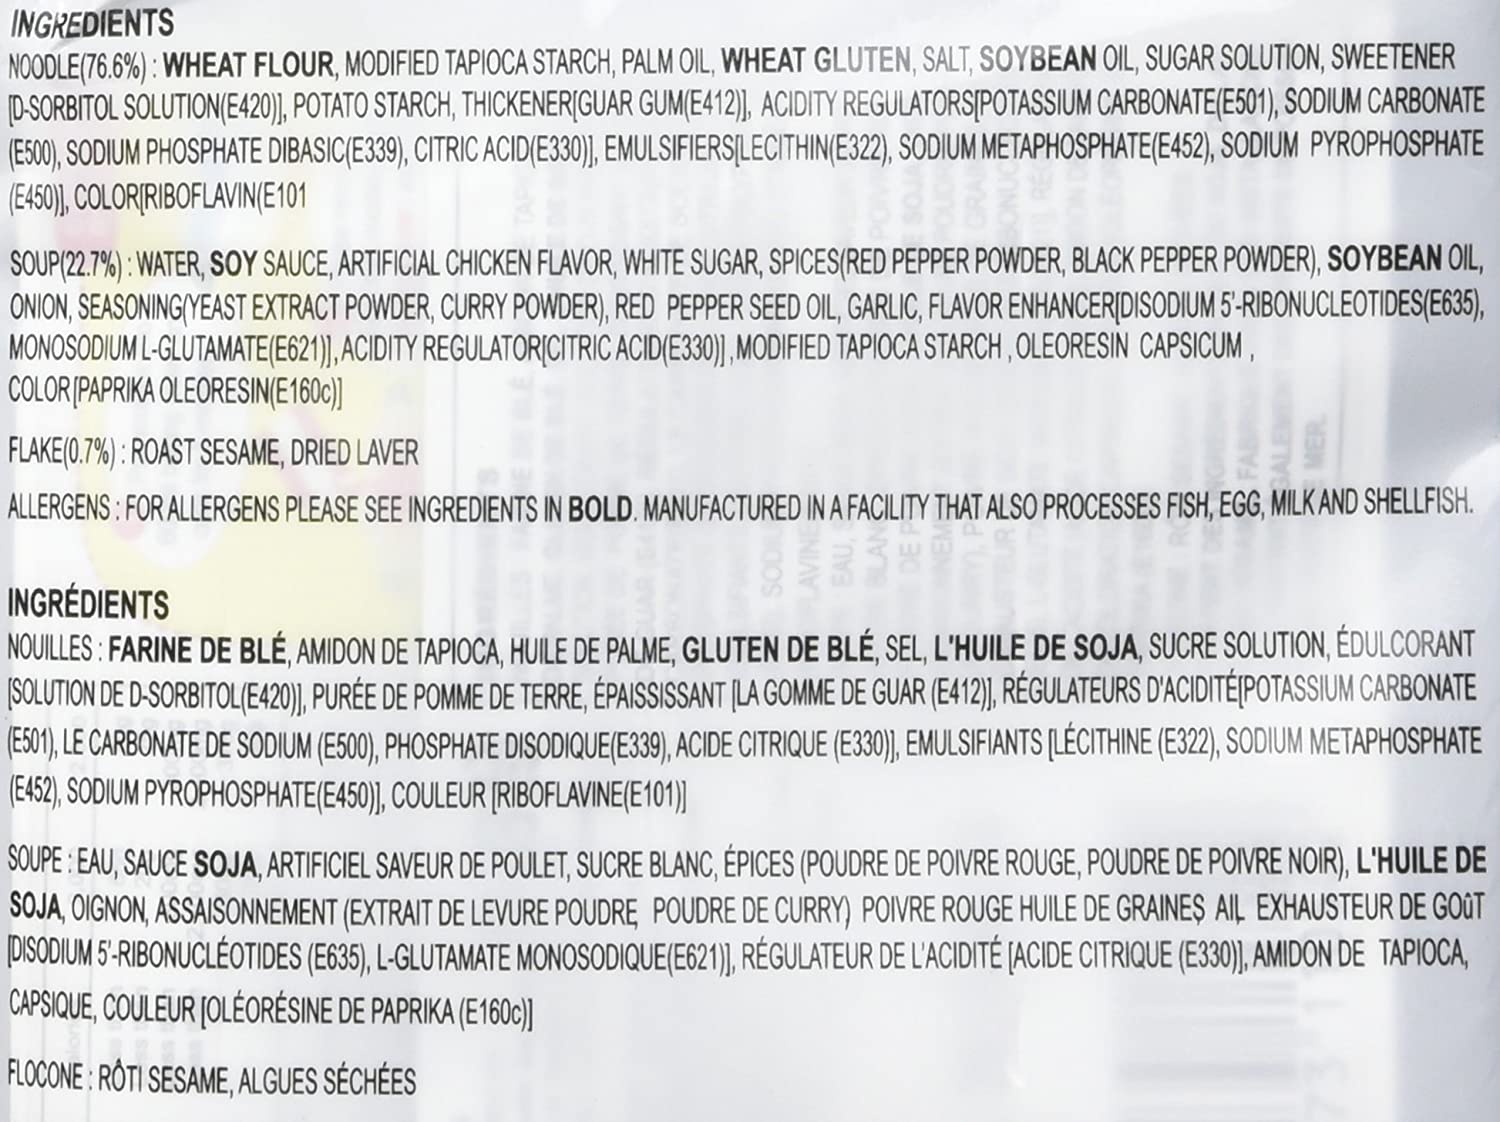 INGREDIENTS
NOODLE(76.6%) : WHEAT FLOUR, MODIFIED TAPIOCA STARCH, PALM OIL, WHEAT GLUTEN, SALT, SOYBEAN OIL, SUGAR SOLUTION, SWEETENER
[D-SORBITOL SOLUTION(E420)], POTATO STARCH, THICKENER[GUAR GUM(E412)], ACIDITY REGULATORS[POTASSIUM CARBONATE(E501), SODIUM CARBONATE
(E500), SODIUM PHOSPHATE DIBASIC(E339), CITRIC ACID(E330)], EMULSIFIERS[LECITHIN(E322), SODIUM METAPHOSPHATE(E452), SODIUM PYROPHOSPHATE
(E450)], COLOR[RIBOFLAVIN(E101
SOUP(22.7%) : WATER, SOY SAUCE, ARTIFICIAL CHICKEN FLAVOR, WHITE SUGAR, SPICES(RED PEPPER POWDER, BLACK PEPPER POWDER), SOYBEAN OIL,
ONION, SEASONING(YEAST EXTRACT POWDER, CURRY POWDER), RED PEPPER SEED OIL, GARLIC, FLAVOR ENHANCER[DISODIUM 5'-RIBONUCLEOTIDES(E635),
MONOSODIUM L-GLUTAMATE(E621)], ACIDITY REGULATOR[CITRIC ACID(E330)] , MODIFIED TAPIOCA STARCH , OLEORESIN CAPSICUM ,
COLOR[PAPRIKA OLEORESIN(E160c)]
FLAKE(0.7%) : ROAST SESAME, DRIED LAVER
ALLERGENS : FOR ALLERGENS PLEASE SEE INGREDIENTS IN BOLD. MANUFACTURED IN A FACILITY THAT ALSO PROCESSES FISH, EGG, MILK AND SHELLFISH.
INGRÉDIENTS
NOUILLES : FARINE DE BLÉ, AMIDON DE TAPIOCA, HUILE DE PALME, GLUTEN DE BLÉ, SEL, L'HUILE DE SOJA, SUCRE SOLUTION, ÉDULCORANT
[SOLUTION DE D-SORBITOL(E420)], PURÉE DE POMME DE TERRE, ÉPAISSISSANT [LA GOMME DE GUAR (E412)], RÉGULATEURS D'ACIDITÉ[POTASSIUM CARBONATE
(E501), LE CARBONATE DE SODIUM (E500), PHOSPHATE DISODIQUE(E339), ACIDE CITRIQUE (E330)], EMULSIFIANTS [LÉCITHINE (E322), SODIUM METAPHOSPHATE
(E452), SODIUM PYROPHOSPHATE(E450)], COULEUR [RIBOFLAVINE(E101)]
SOUPE : EAU, SAUCE SOJA, ARTIFICIEL SAVEUR DE POULET, SUCRE BLANC, ÉPICES (POUDRE DE POIVRE ROUGE, POUDRE DE POIVRE NOIR), L'HUILE DE
SOJA, OIGNON, ASSAISONNEMENT (EXTRAIT DE LEVURE POUDRE, POUDRE DE CURRY) POIVRE ROUGE HUILE DE GRAINES, AIL, EXHAUSTEUR DE GOÛT
[DISODIUM 5'-RIBONUCLÉOTIDES (E635), L-GLUTAMATE MONOSODIQUE(E621)], RÉGULATEUR DE L'ACIDITÉ [ACIDE CITRIQUE (E330)], AMIDON DE TAPIOCA,
CAPSIQUE, COULEUR [OLÉORÉSINE DE PAPRIKA (E160c)]
FLOCONE : RÔTI SESAME, ALGUES SÉCHÉES